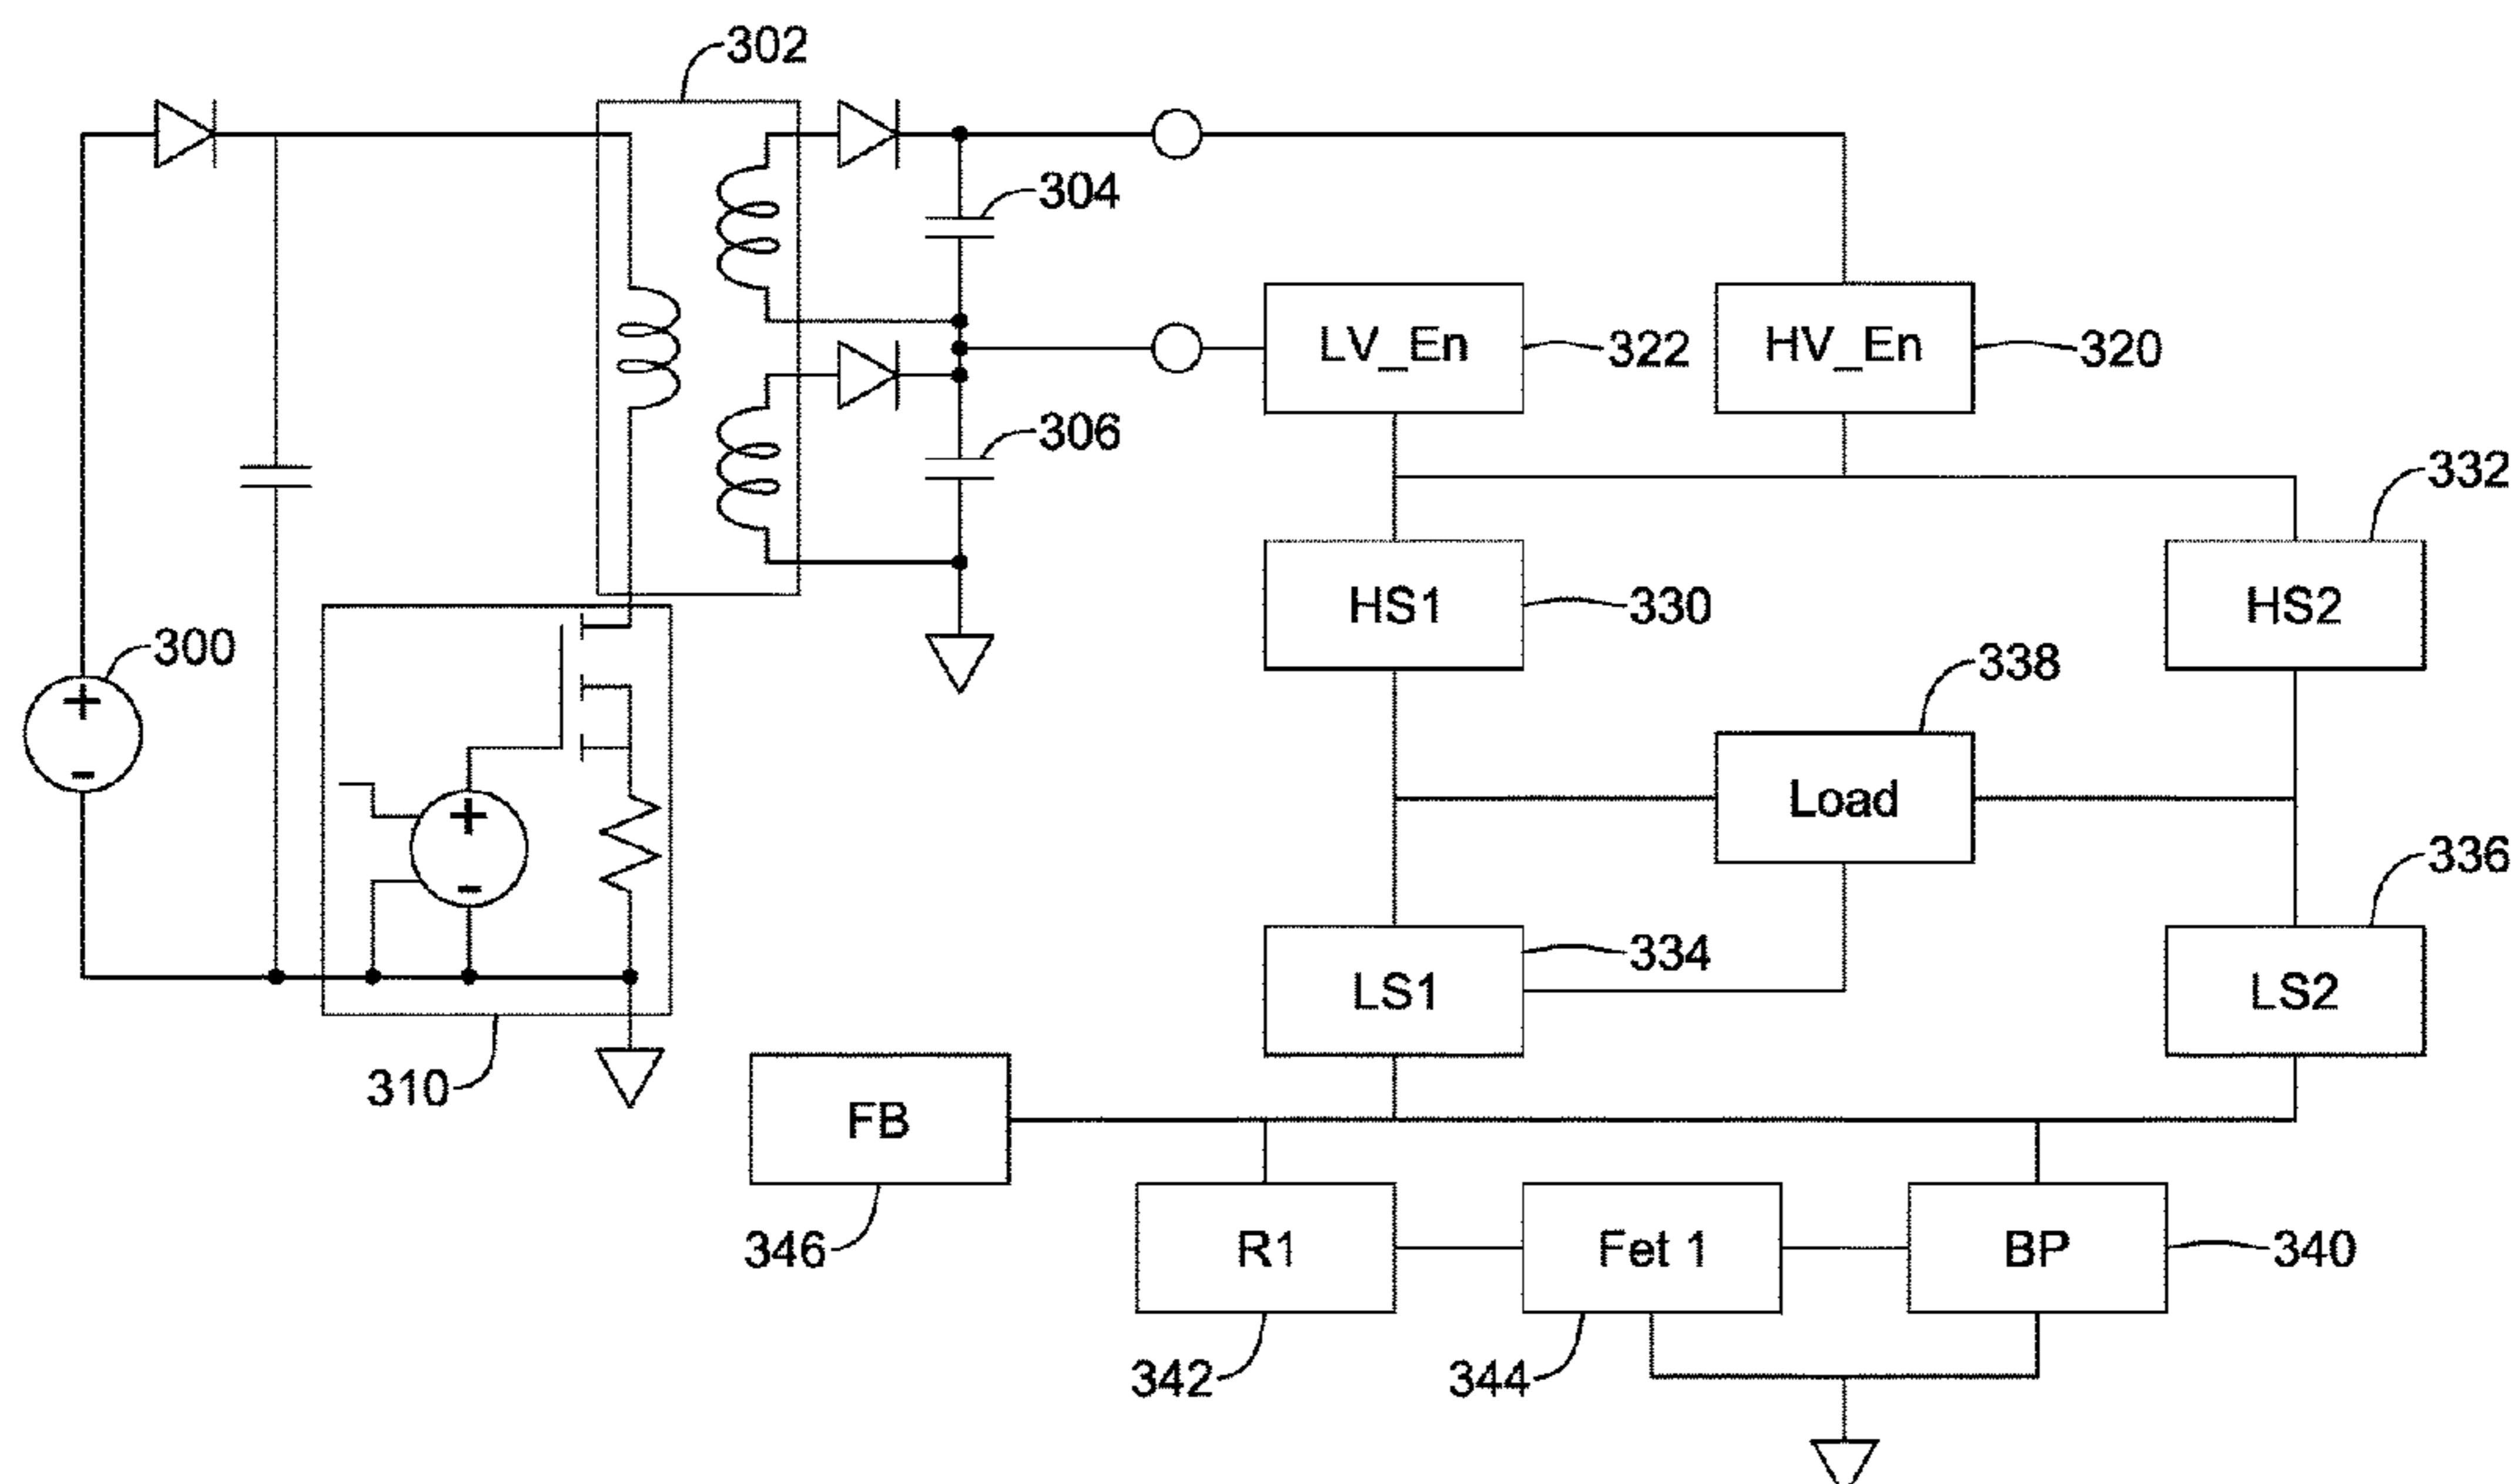 302
304
LV_En
322
HV_En
320
306
332
HS1
330
HS2
300
+
-
338
Load
+
-
336
LS1
334
LS2
310
FB
346
R1
Fet 1
BP
340
342
344